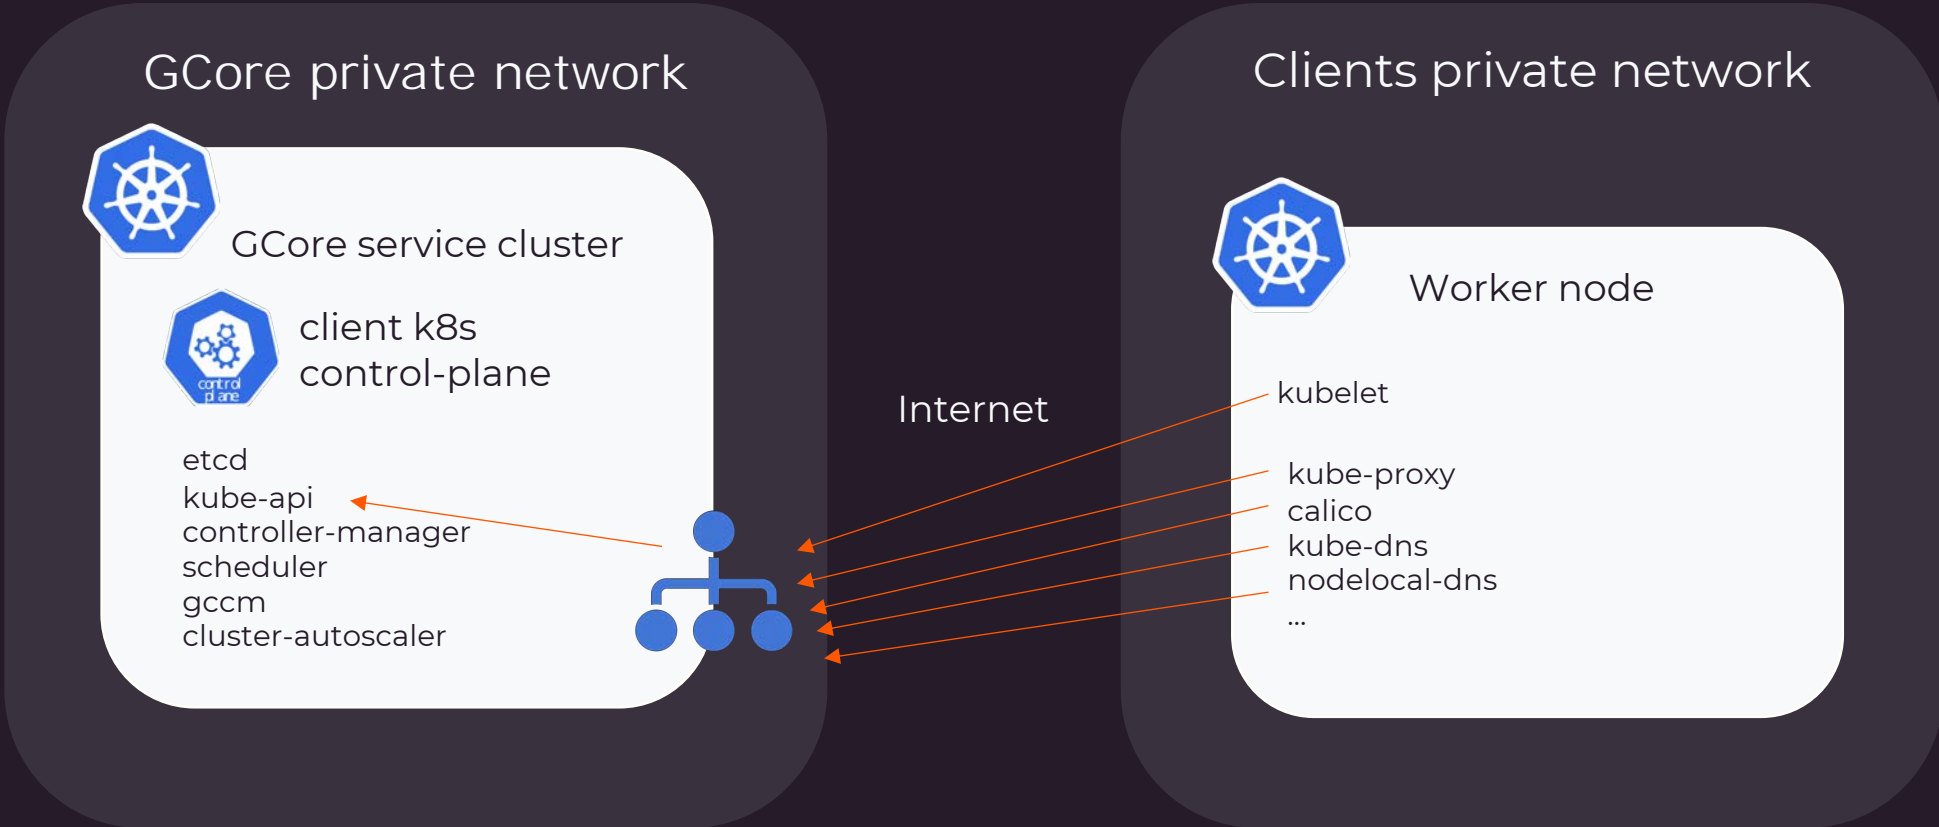 GCore private network
GCore service cluster
client k8s
control-plane
control
plane
etcd
kube-api
controller-manager
scheduler
gccm
cluster-autoscaler
Internet
Clients private network
Worker node
kubelet
kube-proxy
calico
kube-dns
nodelocal-dns
...